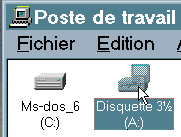 Poste de travail
Fichier Edition
Ms-dos_6 Disquette 3½
(C:) (A:)